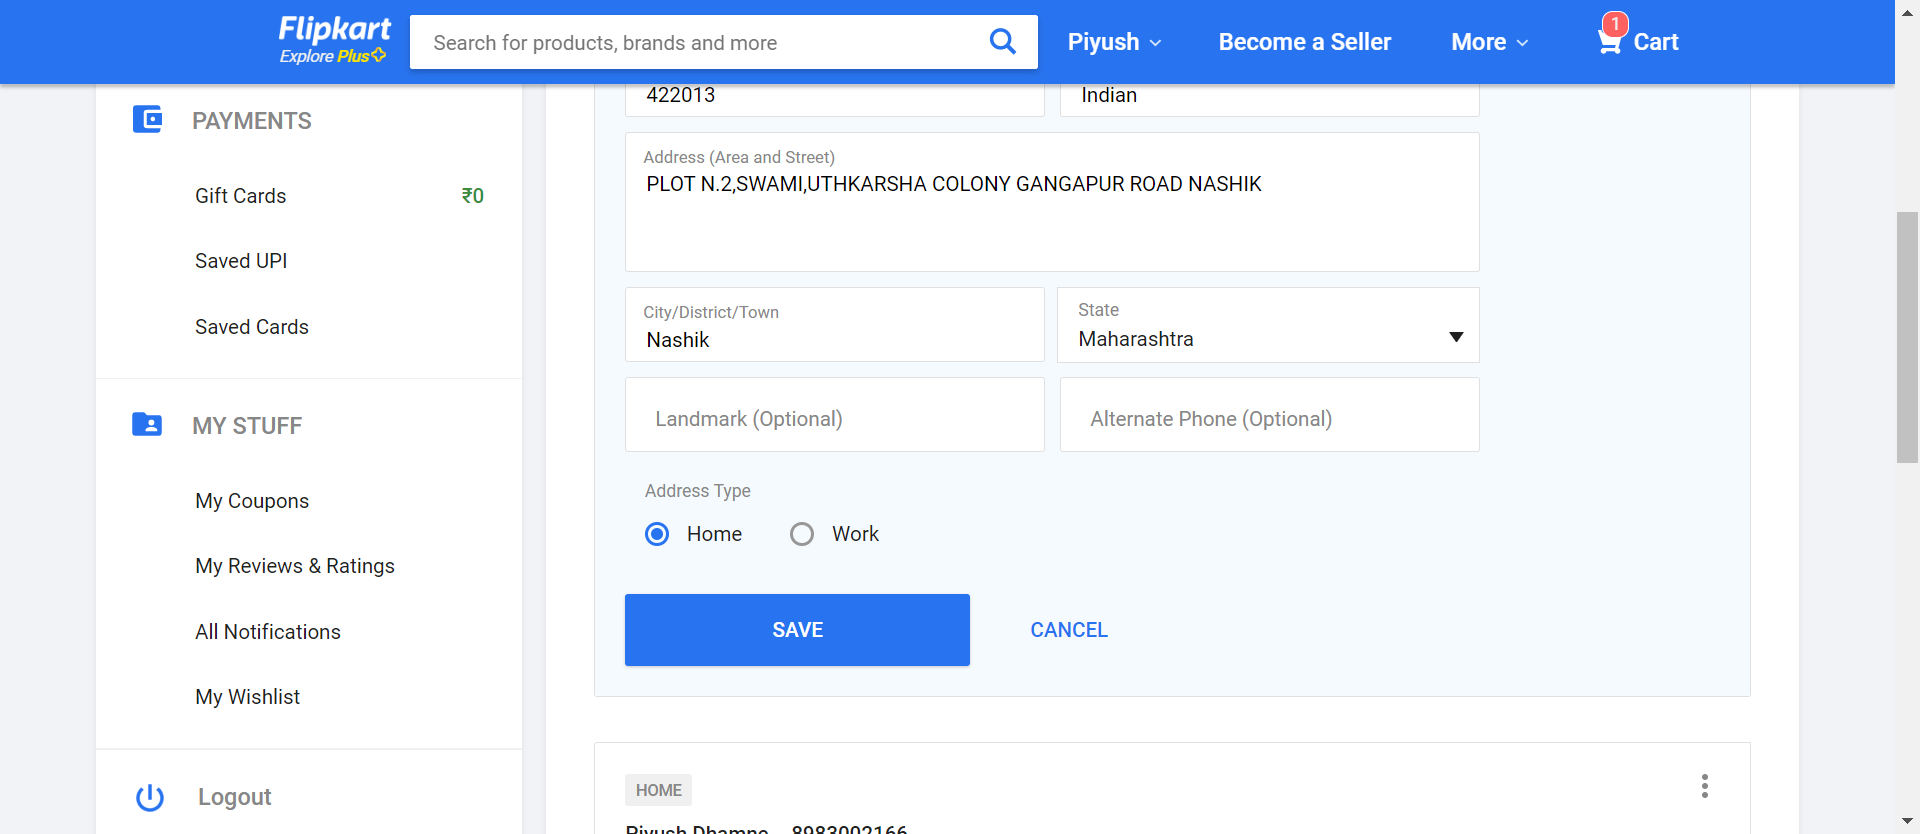 Flipkart
Explore Plus
Search for products, brands and more
Piyush
Become a Seller
More
1
Cart
PAYMENTS
Gift Cards
₹0
Saved UPI
Saved Cards
MY STUFF
My Coupons
My Reviews & Ratings
All Notifications
My Wishlist
Logout
422013
Indian
Address (Area and Street)
PLOT N.2,SWAMI,UTHKARSHA COLONY GANGAPUR ROAD NASHIK
City/District/Town
Nashik
State
Maharashtra
Landmark (Optional)
Alternate Phone (Optional)
Address Type
Home
Work
SAVE
CANCEL
HOME
Piyush Dhamne 8983002166